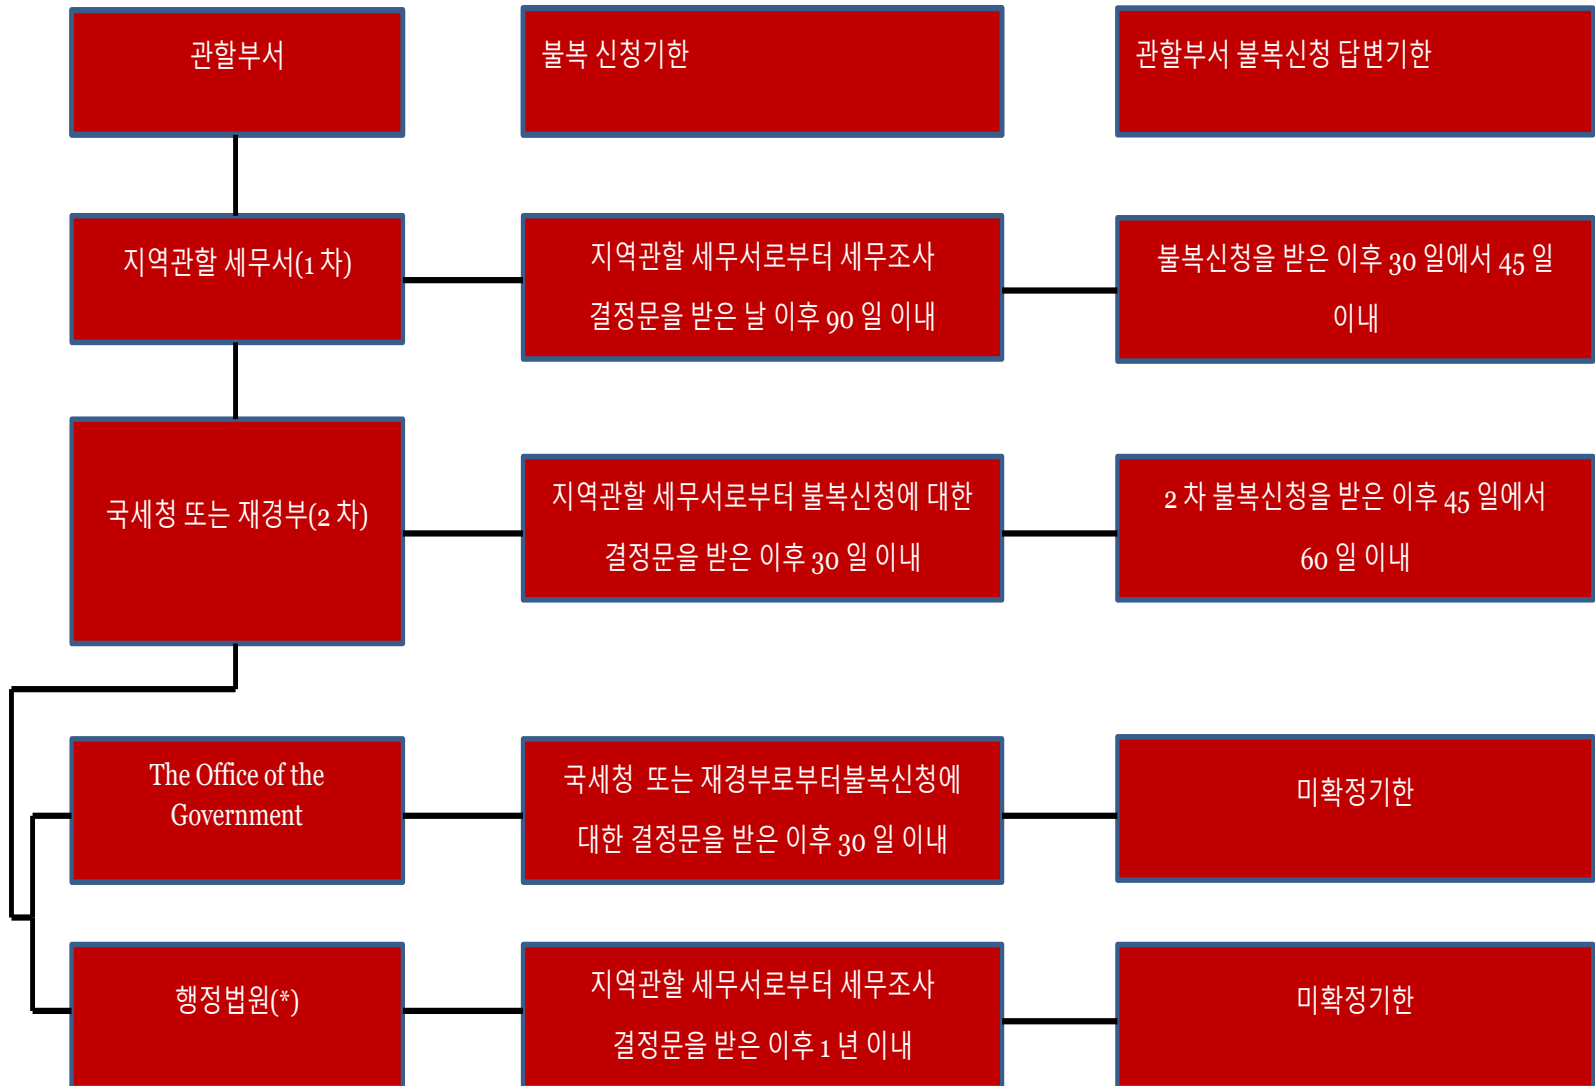 관할부서
불복 신청기한
관할부서 불복신청 답변기한
지역관할 세무서(1 차)
지역관할 세무서로부터 세무조사
결정문을 받은 날 이후 90 일 이내
불복신청을 받은 이후 30 일에서 45 일
이내
국세청 또는 재경부(2 차)
지역관할 세무서로부터 불복신청에 대한
결정문을 받은 이후 30 일 이내
2 차 불복신청을 받은 이후 45 일에서
60 일 이내
The Office of the
Government
국세청 또는 재경부로부터불복신청에
대한 결정문을 받은 이후 30 일 이내
미확정기한
행정법원(*)
지역관할 세무서로부터 세무조사
결정문을 받은 이후 1 년 이내
미확정기한